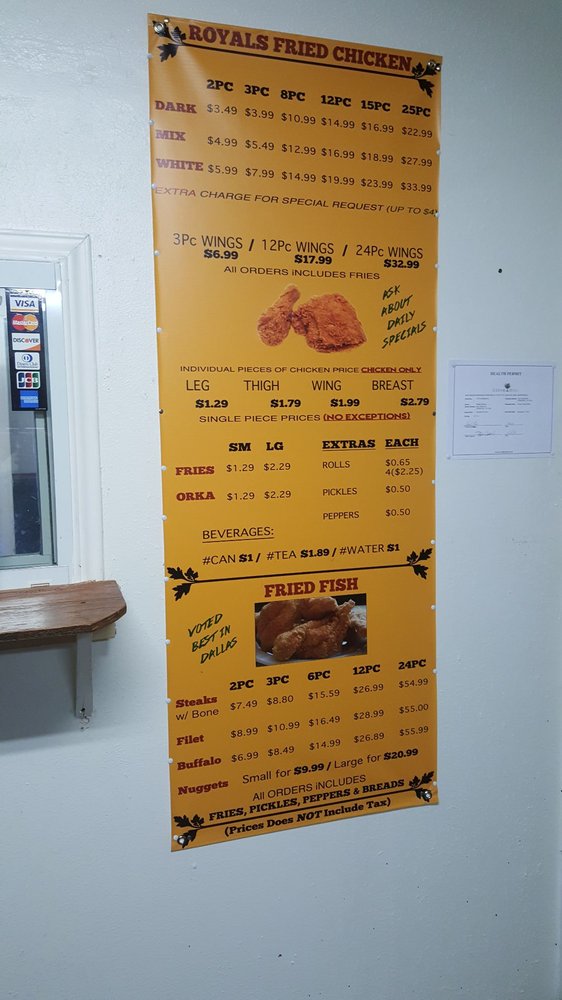 ROYALS FRIED CHICKEN
2PC 3PC 8PC 12PC 15PC 25PC
DARK $3.49 $3.99 $10.99 $14.99 $16.99 $22.99
MIX $4.99 $5.49 $12.99 $16.99 $18.99 $27.99
WHITE $5.99 $7.99 $14.99 $19.99 $23.99 $33.99
EXTRA CHARGE FOR SPECIAL REQUEST (UP TO $4)
3Pc WINGS / 12Pc WINGS / 24Pc WINGS
$6.99 $17.99 $32.99
All ORDERS iNCLUDES FRIES
ASK
ABOUT
DAILY
SPECIALS
INDIVIDUAL PIECES OF CHICKEN PRICE CHICKEN ONLY
LEG THIGH WING BREAST
$1.29 $1.79 $1.99 $2.79
SINGLE PIECE PRICES (NO EXCEPTIONS)
SM LG EXTRAS EACH
FRIES $1.29 $2.29 ROLLS $0.65
4($2.25)
ORKA $1.29 $2.29 PICKLES $0.50
PEPPERS $0.50
BEVERAGES:
#CAN $1 / #TEA $1.89 / #WATER $1
FRIED FISH
VOTED
BEST IN
DALLAS
2PC 3PC 6PC 12PC 24PC
Steaks $7.49 $8.80 $15.59 $26.99 $54.99
w/ Bone
Filet $8.99 $10.99 $16.49 $28.99 $55.00
Buffalo $6.99 $8.49 $14.99 $26.89 $55.99
Nuggets Small for $9.99 / Large for $20.99
All ORDERS iNCLUDES
FRIES, PICKLES, PEPPERS & BREADS
(Prices Does NOT Include Tax)
VISA
MasterCard
DISCOVER
Diners Club
JCB
HEALTH PERMIT